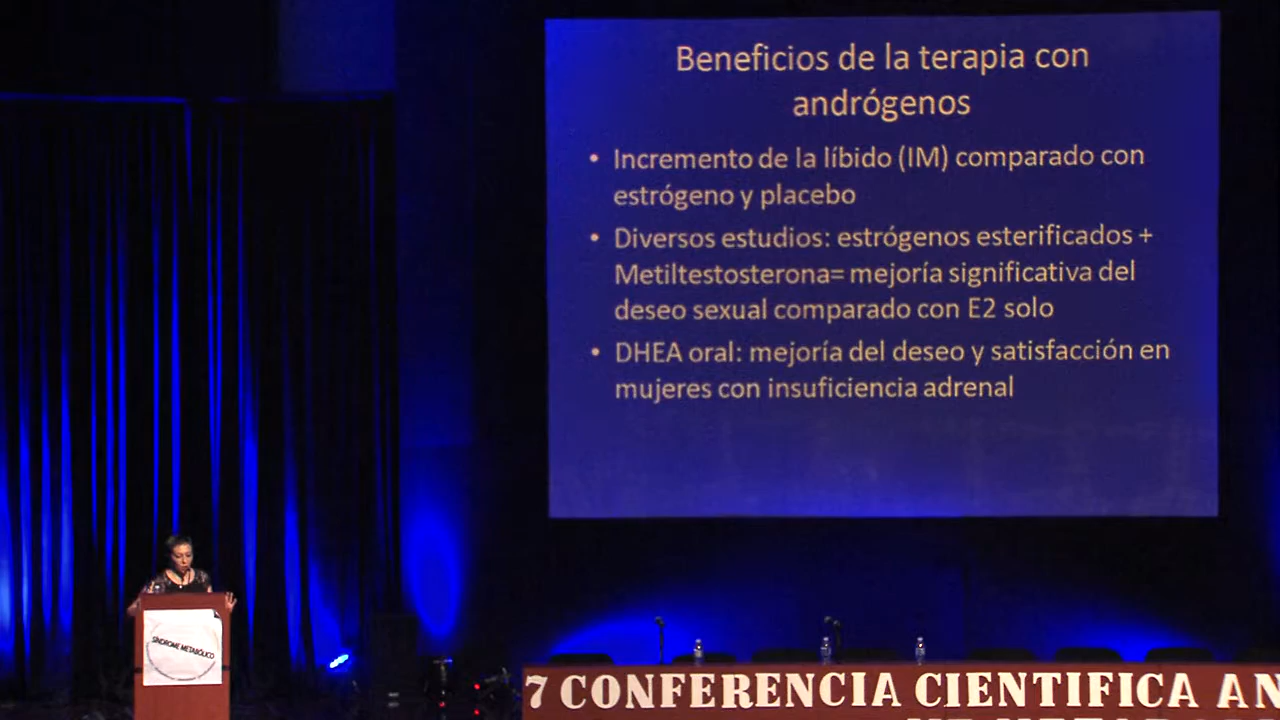 Beneficios de la terapia con
andrógenos
• Incremento de la líbido (IM) comparado con
estrógeno y placebo
• Diversos estudios: estrógenos esterificados +
Metiltestosterona= mejoría significativa del
deseo sexual comparado con E2 solo
• DHEA oral: mejoría del deseo y satisfacción en
mujeres con insuficiencia adrenal
SÍNDROME METABÓLICO
7 CONFERENCIA CIENTIFICA AN